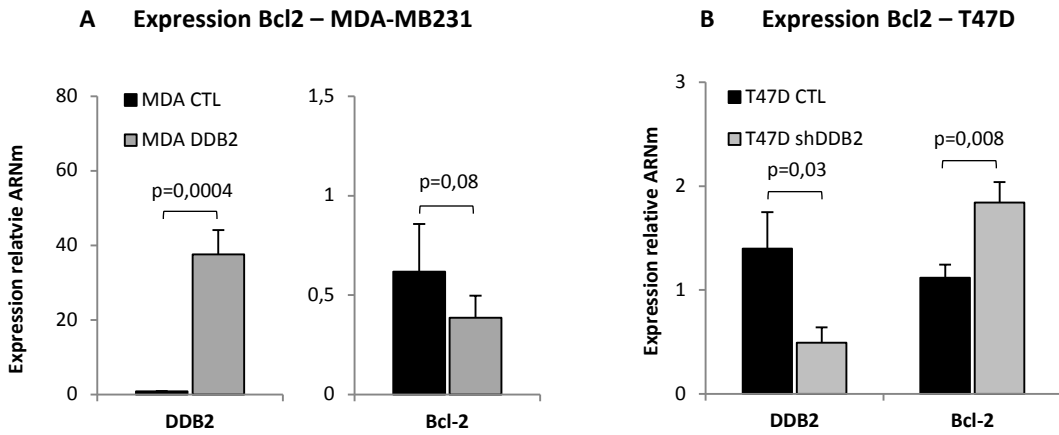 A Expression Bcl2 – MDA-MB231
Expression relatvie ARNm
80
60
40
20
0
MDA CTL
MDA DDB2
p=0,0004
DDB2
1,5
1
0,5
0
p=0,08
Bcl-2
B Expression Bcl2 – T47D
Expression relative ARNm
3
2
1
0
T47D CTL
T47D shDDB2
p=0,03
p=0,008
DDB2
Bcl-2